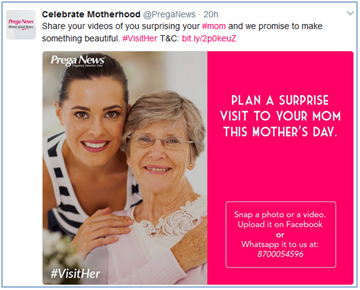 Celebrate Motherhood @PregaNews · 20h
Share your videos of you surprising your #mom and we promise to make
something beautiful. #VisitHer T&C: bit.ly/2p0keuZ
Prega News
PLAN A SURPRISE
VISIT TO YOUR MOM
THIS MOTHER'S DAY.
Snap a photo or a video.
Upload it on Facebook
or
Whatsapp it to us at:
8700054596
#VisitHer